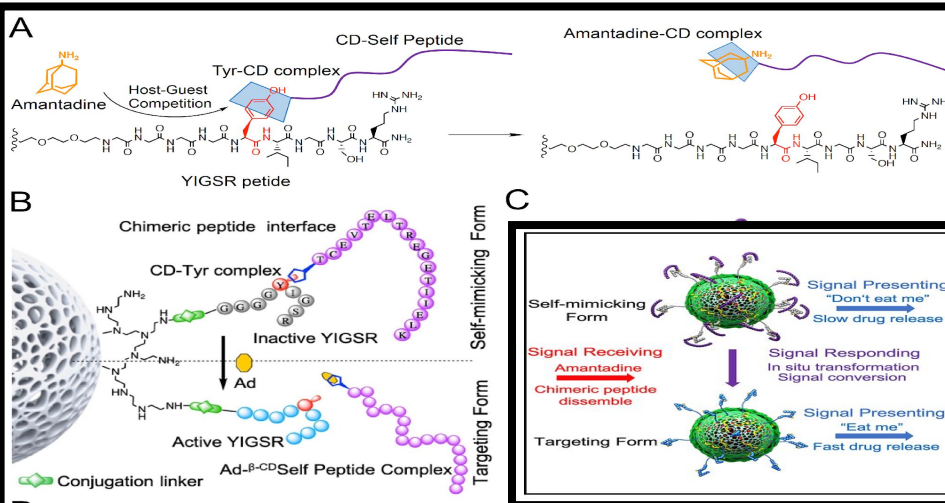 A
CD-Self Peptide
Amantadine-CD complex
NH2
Tyr-CD complex
NH2
Amantadine
Host-Guest
Competition
OH
OH
YIGSR petide
B
C
Chimeric peptide
interface
CD-Tyr complex
T C E V T E L T R E G E T I I E L K
G G G G Y I G S R
Inactive YIGSR
Self-mimicking Form
Ad
Active YIGSR
Ad-β-CDSelf Peptide Complex
Targeting Form
Conjugation linker
Self-mimicking
Form
Signal Presenting
"Don't eat me"
Slow drug release
Signal Receiving
Amantadine
Chimeric peptide
dissemble
Signal Responding
In situ transformation
Signal conversion
Targeting Form
Signal Presenting
"Eat me"
Fast drug release